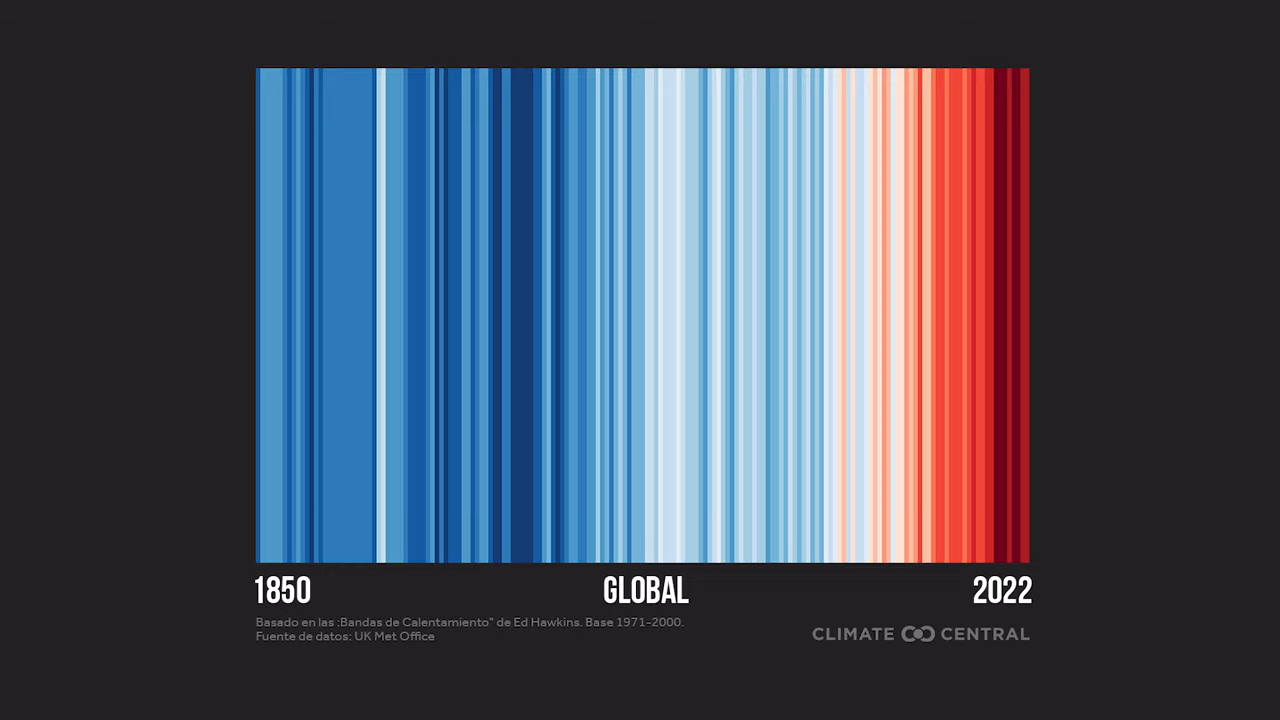 1850 GLOBAL 2022
Basado en las :Bandas de Calentamiento" de Ed Hawkins. Base 1971-2000.
Fuente de datos: UK Met Office
CLIMATE CENTRAL